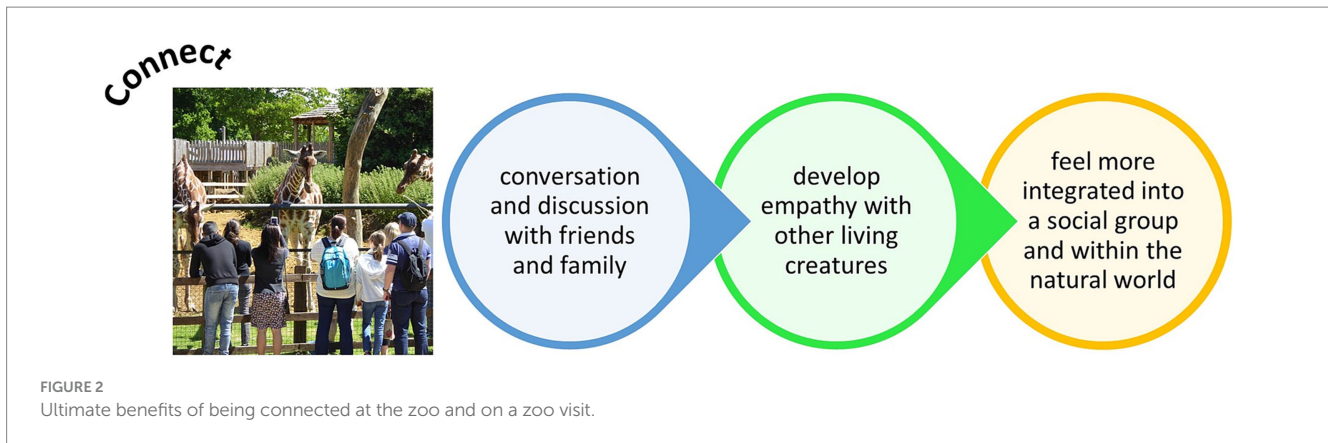 Connect
conversation
and discussion
with friends
and family
develop
empathy with
other living
creatures
feel more
integrated into
a social group
and within the
natural world
FIGURE 2
Ultimate benefits of being connected at the zoo and on a zoo visit.